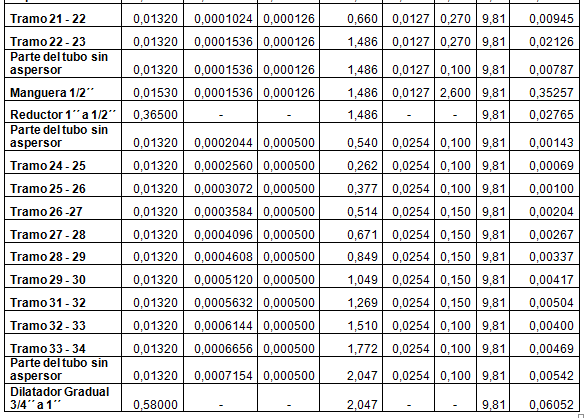 Tramo 21 - 22 0,01320 0,0001024 0,000126 0,660 0,0127 0,270 9,81 0,00945
Tramo 22 - 23 0,01320 0,0001536 0,000126 1,486 0,0127 0,270 9,81 0,02126
Parte del tubo sin
aspersor 0,01320 0,0001536 0,000126 1,486 0,0127 0,100 9,81 0,00787
Manguera 1/2´´ 0,01530 0,0001536 0,000126 1,486 0,0127 2,600 9,81 0,35257
Reductor 1´´ a 1/2´´ 0,36500 - - 1,486 - - 9,81 0,02765
Parte del tubo sin
aspersor 0,01320 0,0002044 0,000500 0,540 0,0254 0,100 9,81 0,00143
Tramo 24 - 25 0,01320 0,0002560 0,000500 0,262 0,0254 0,100 9,81 0,00069
Tramo 25 - 26 0,01320 0,0003072 0,000500 0,377 0,0254 0,100 9,81 0,00100
Tramo 26 -27 0,01320 0,0003584 0,000500 0,514 0,0254 0,150 9,81 0,00204
Tramo 27 - 28 0,01320 0,0004096 0,000500 0,671 0,0254 0,150 9,81 0,00267
Tramo 28 - 29 0,01320 0,0004608 0,000500 0,849 0,0254 0,150 9,81 0,00337
Tramo 29 - 30 0,01320 0,0005120 0,000500 1,049 0,0254 0,150 9,81 0,00417
Tramo 31 - 32 0,01320 0,0005632 0,000500 1,269 0,0254 0,150 9,81 0,00504
Tramo 32 - 33 0,01320 0,0006144 0,000500 1,510 0,0254 0,100 9,81 0,00400
Tramo 33 - 34 0,01320 0,0006656 0,000500 1,772 0,0254 0,100 9,81 0,00469
Parte del tubo sin
aspersor 0,01320 0,0007154 0,000500 2,047 0,0254 0,100 9,81 0,00542
Dilatador Gradual
3/4´´ a 1´´ 0,58000 - - 2,047 - - 9,81 0,06052